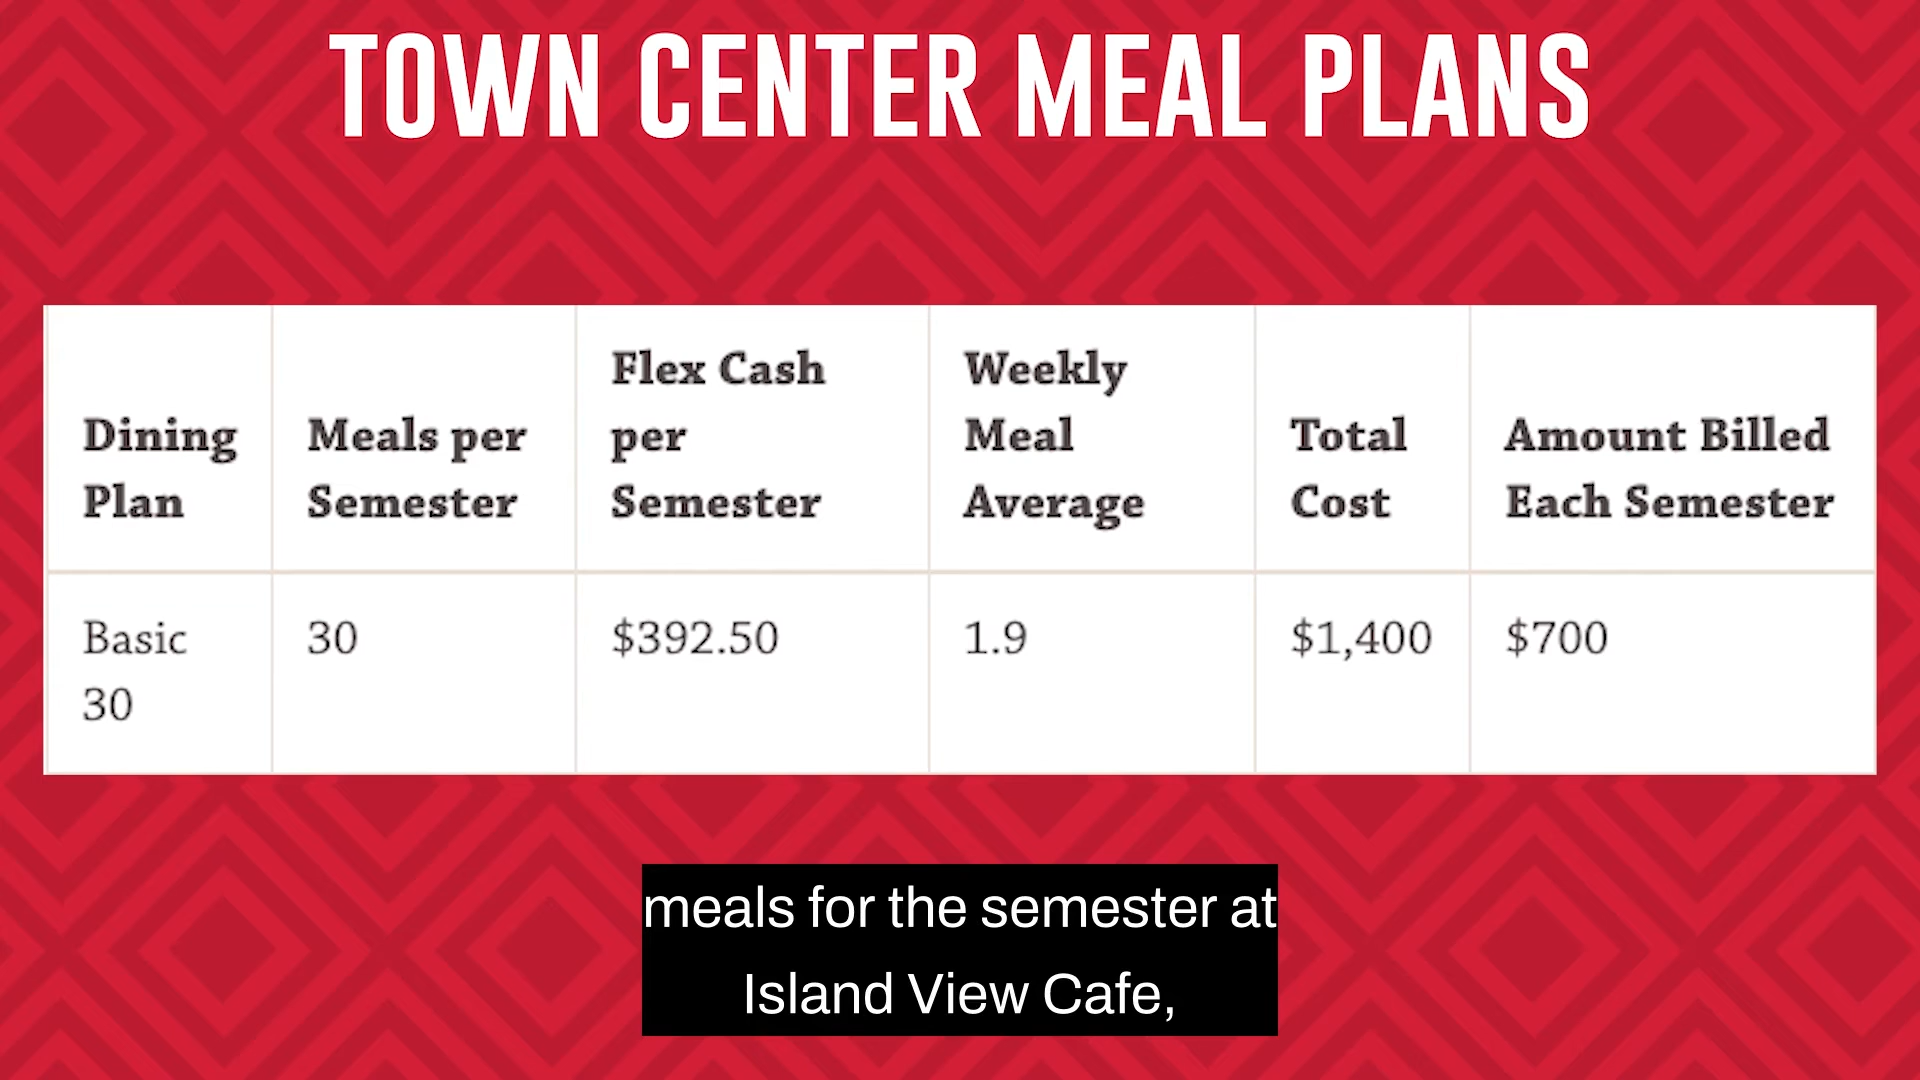 TOWN CENTER MEAL PLANS
Dining
Plan
Meals per
Semester
Flex Cash
per
Semester
Weekly
Meal
Average
Total
Cost
Amount Billed
Each Semester
Basic
30
30
$392.50
1.9
$1,400
$700
meals for the semester at
Island View Cafe,